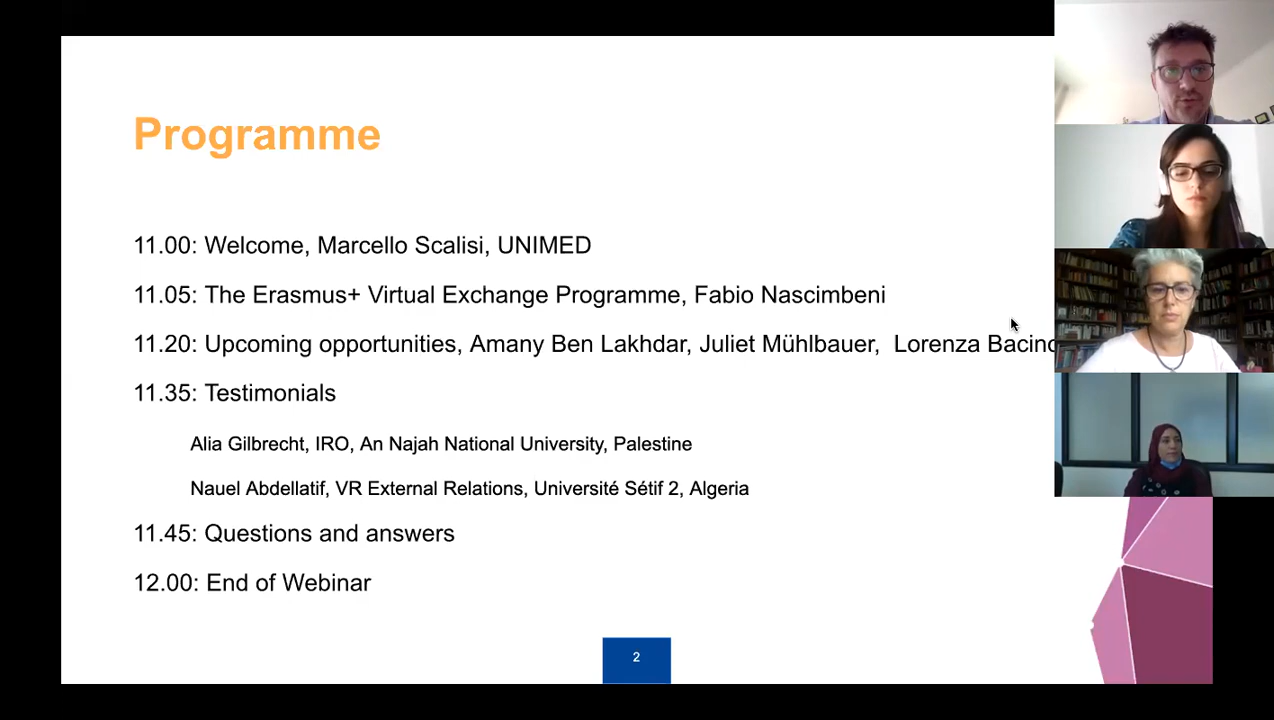 Programme
11.00: Welcome, Marcello Scalisi, UNIMED
11.05: The Erasmus+ Virtual Exchange Programme, Fabio Nascimbeni
11.20: Upcoming opportunities, Amany Ben Lakhdar, Juliet Mühlbauer, Lorenza Bacino
11.35: Testimonials
Alia Gilbrecht, IRO, An Najah National University, Palestine
Nauel Abdellatif, VR External Relations, Université Sétif 2, Algeria
11.45: Questions and answers
12.00: End of Webinar
2